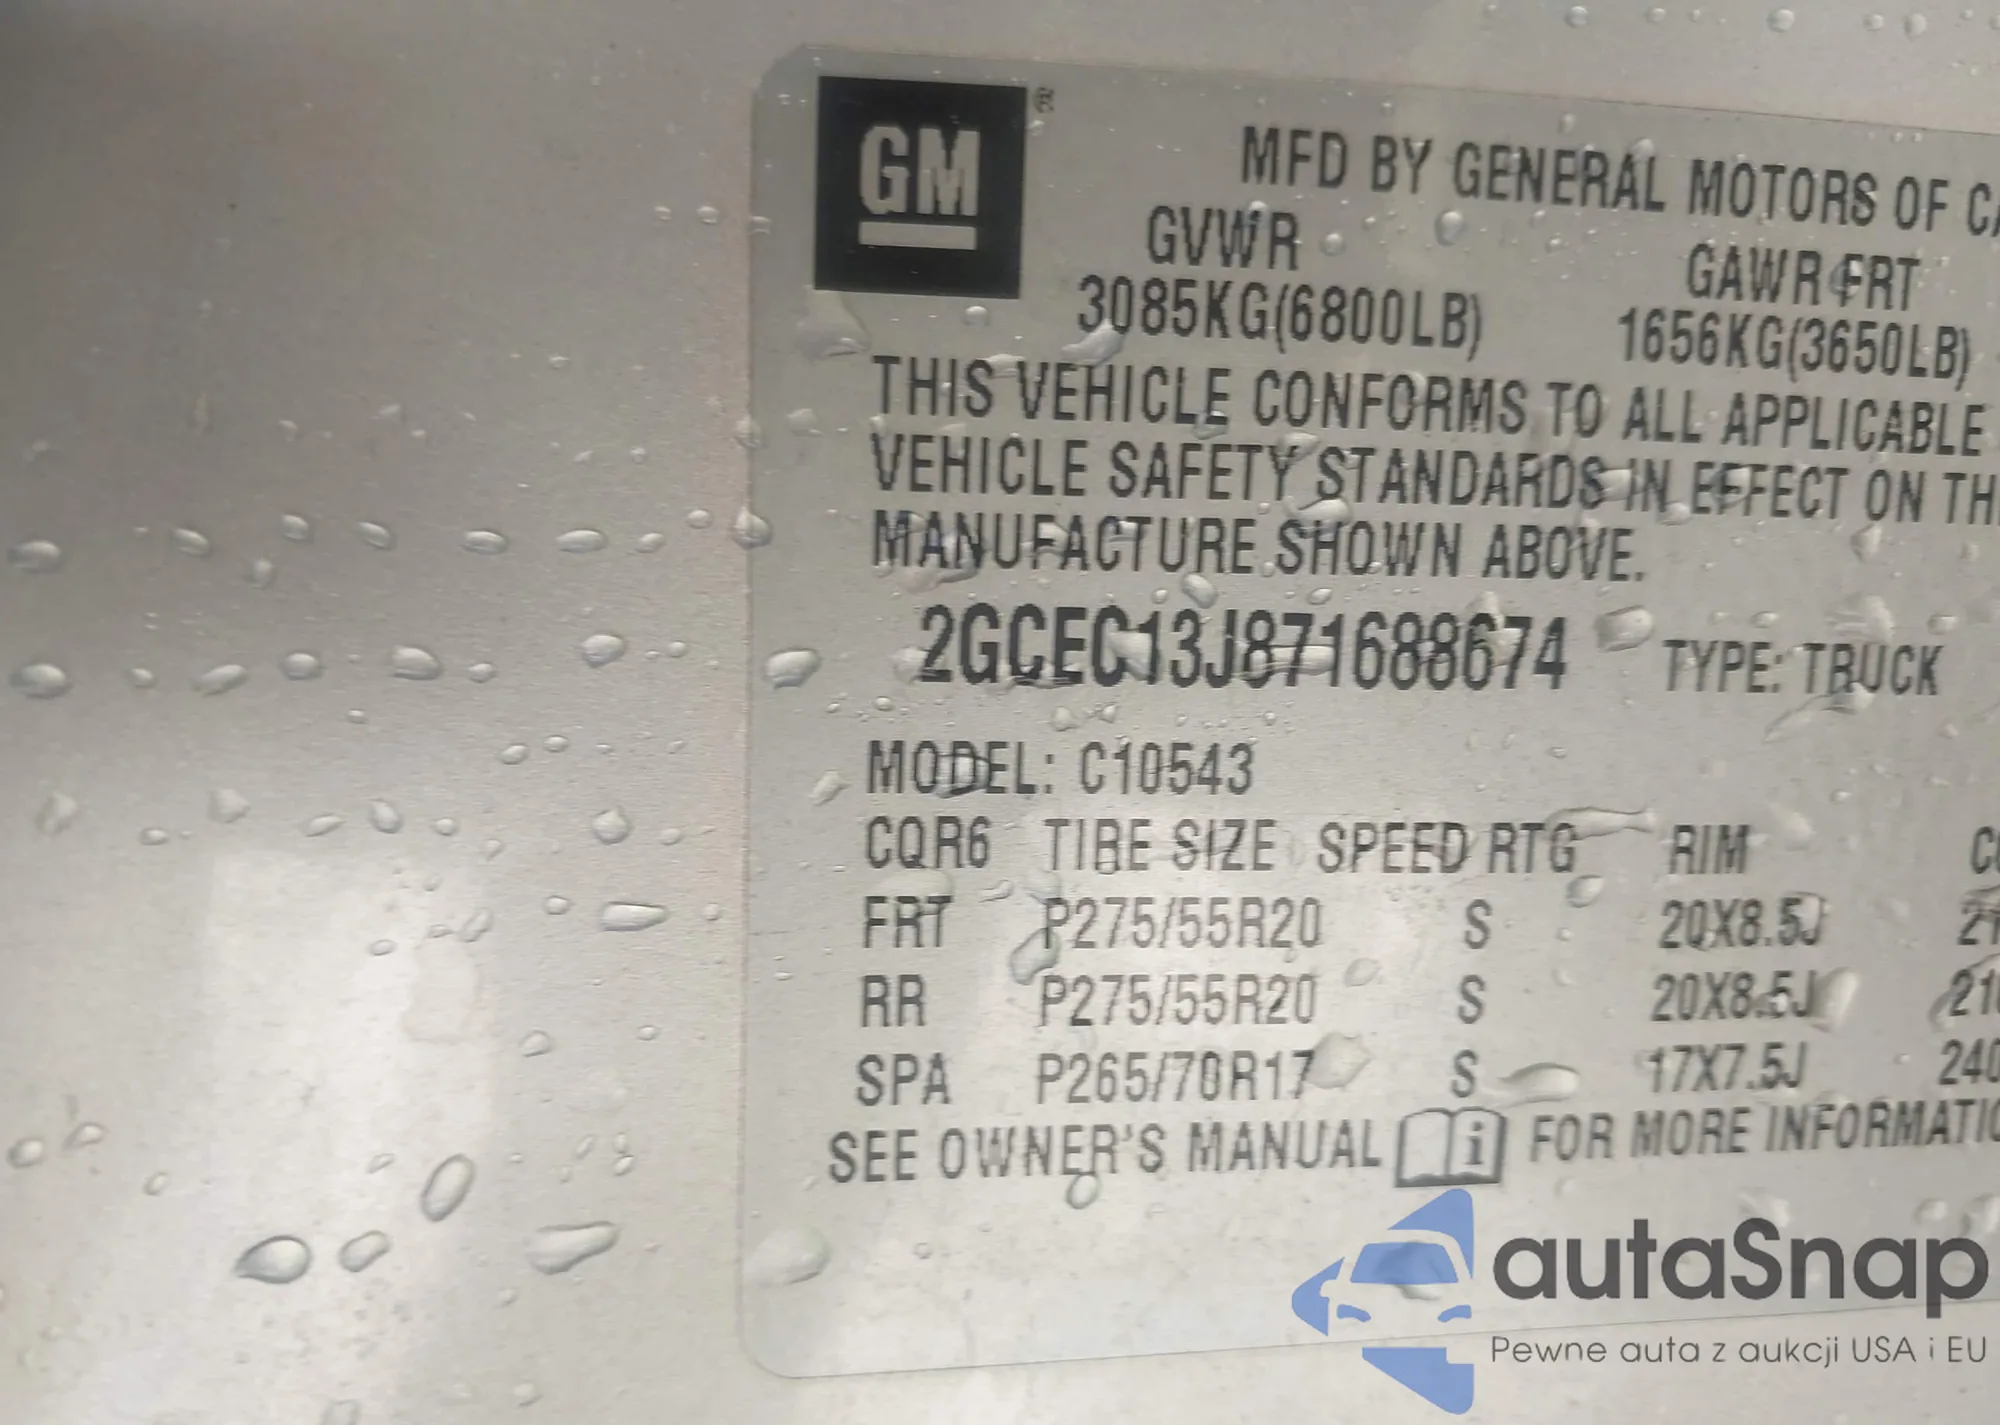 GM®
MFD BY GENERAL MOTORS OF
GVWR GAWR FRT
3085KG(6800LB) 1656KG(3650LB)
THIS VEHICLE CONFORMS TO ALL APPLICABLE
VEHICLE SAFETY STANDARDS IN EFFECT ON
MANUFACTURE SHOWN ABOVE.
2GCEC13J871688674 TYPE: TRUCK
MODEL: C10543
CQR6 TIRE SIZE SPEED RTG RIM
FRT P275/55R20 S 20X8.5J
RR P275/55R20 S 20X8.5J
SPA P265/70R17 S 17X7.5J 240
SEE OWNER'S MANUAL i FOR MORE INFORMATIO
autaSnap
Pewne auta z aukcji USA i EU